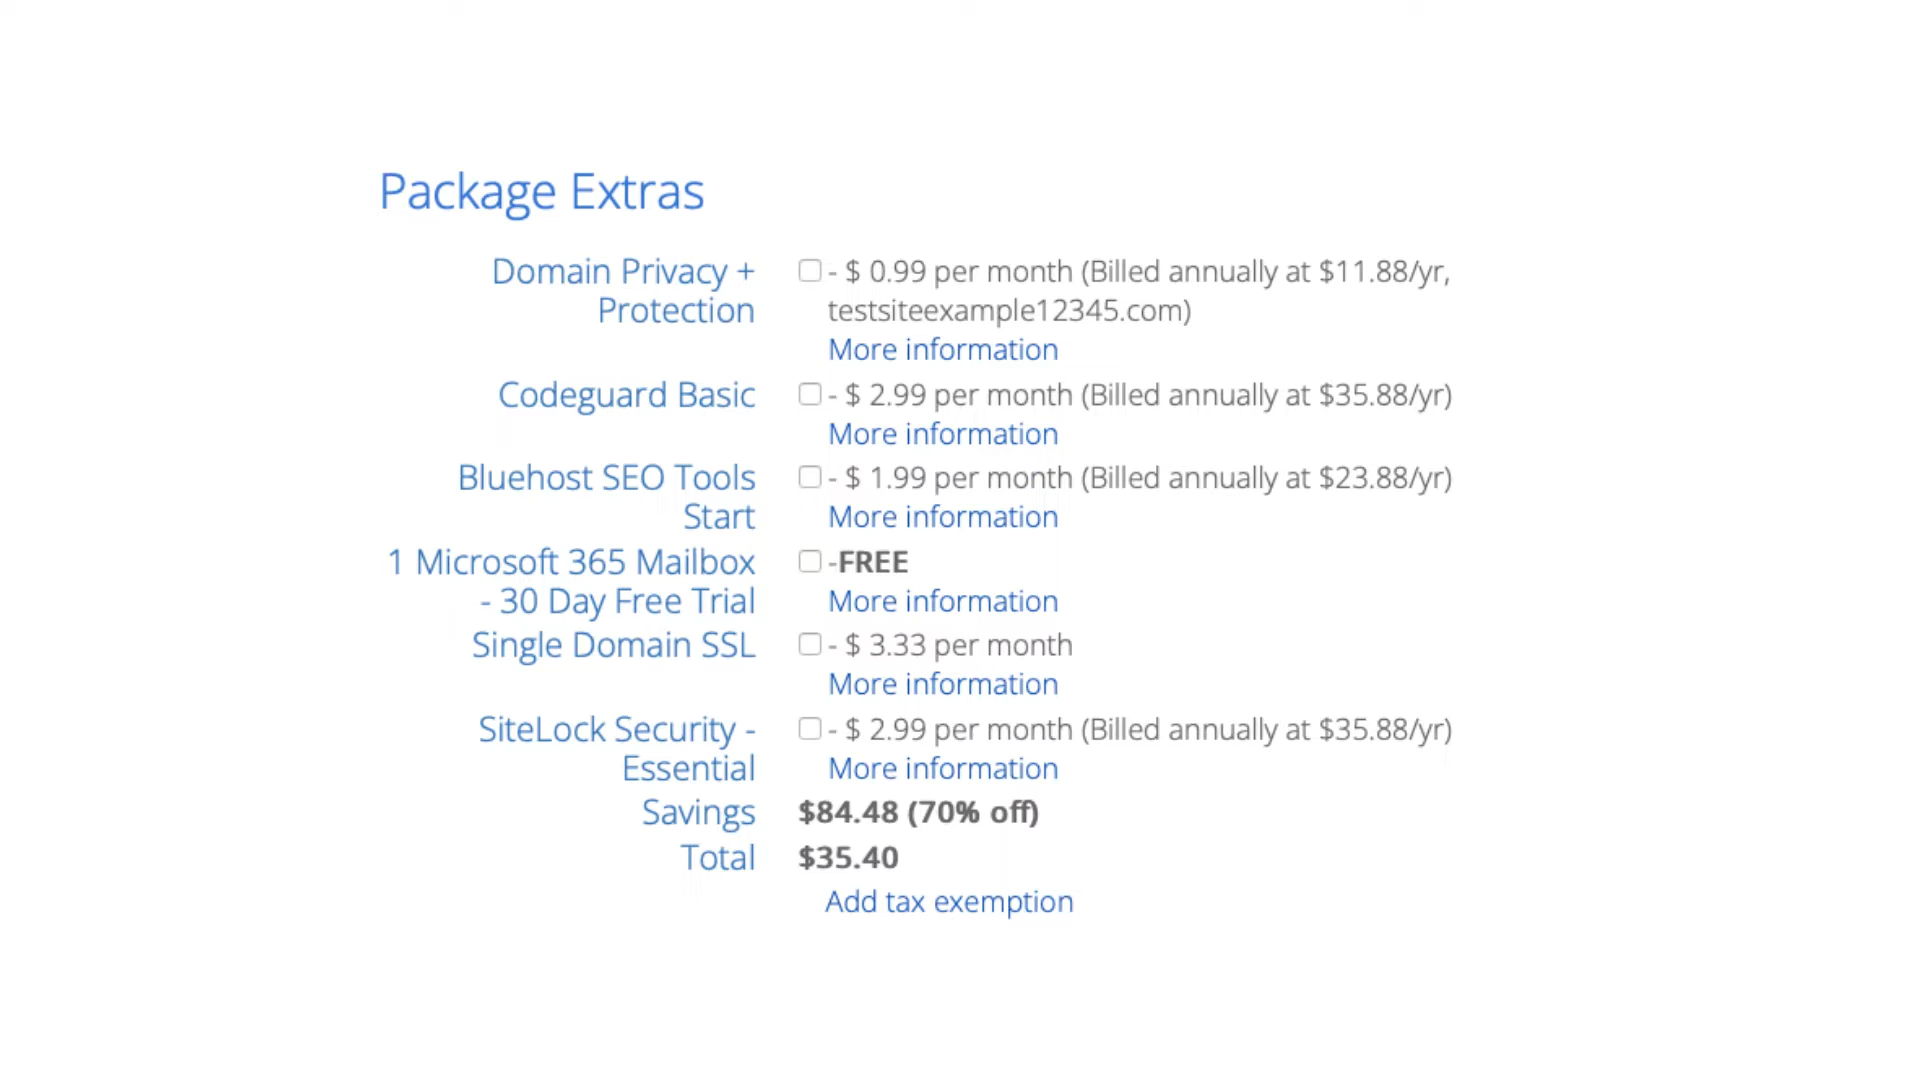 Package Extras
Domain Privacy + - $ 0.99 per month (Billed annually at $11.88/yr,
Protection testsiteexample12345.com)
More information
Codeguard Basic - $ 2.99 per month (Billed annually at $35.88/yr)
More information
Bluehost SEO Tools - $ 1.99 per month (Billed annually at $23.88/yr)
Start More information
1 Microsoft 365 Mailbox -FREE
- 30 Day Free Trial More information
Single Domain SSL - $ 3.33 per month
More information
SiteLock Security - - $ 2.99 per month (Billed annually at $35.88/yr)
Essential More information
Savings $84.48 (70% off)
Total $35.40
Add tax exemption